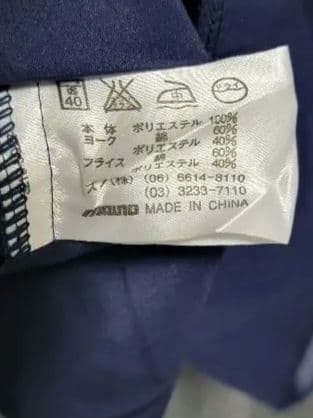 40
本体 ポリエステル 100%
ヨーク ポリエステル 60%
綿 40%
フライス 綿 60%
ポリエステル 40%
(株) (06) 6614-8110
(03) 3233-7110
MIZUNO MADE IN CHINA